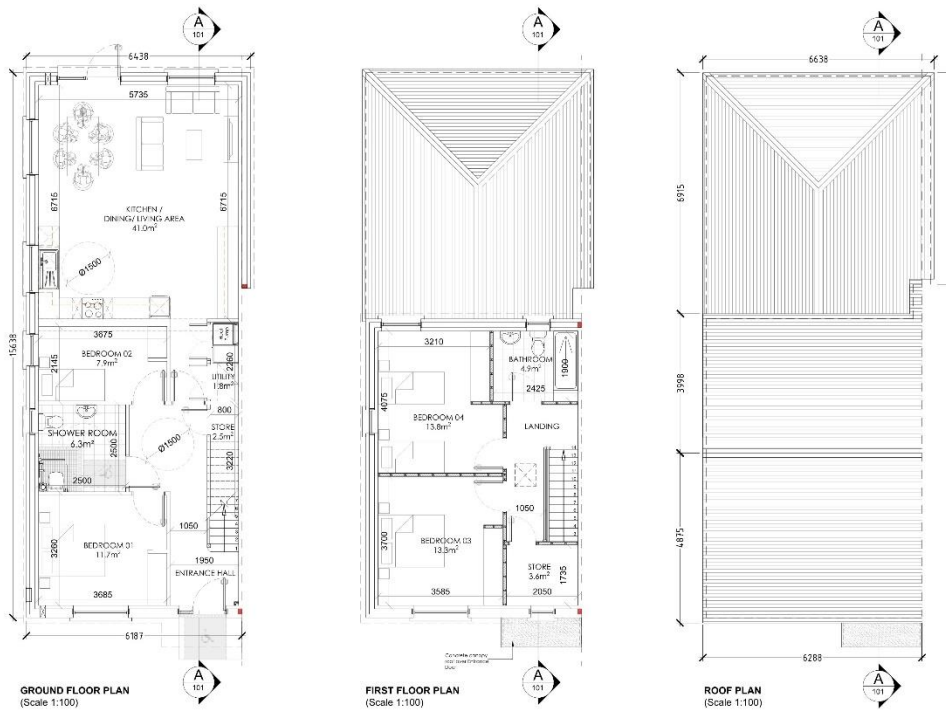 A
101
6438
5735
6715
6715
KITCHEN /
DINING/ LIVING AREA
41.0m²
Ø1500
15638
3675
BEDROOM 02
7.9m²
2145
2260
UTILITY
1.8m²
800
STORE
2.5m²
SHOWER ROOM
6.3m²
Ø1500
2500
2500
3220
1050
BEDROOM 01
11.7m²
3260
1950
ENTRANCE HALL
3685
6187
A
101
GROUND FLOOR PLAN
(Scale 1:100)
A
101
3210
BATHROOM
4.9m²
1900
2425
4075
BEDROOM 04
13.8m²
LANDING
1050
3700
BEDROOM 03
13.3m²
STORE
3.6m²
1735
3585
2050
Concrete canopy
over Entrance
A
101
FIRST FLOOR PLAN
(Scale 1:100)
A
101
6638
6915
3998
4875
6288
A
101
ROOF PLAN
(Scale 1:100)